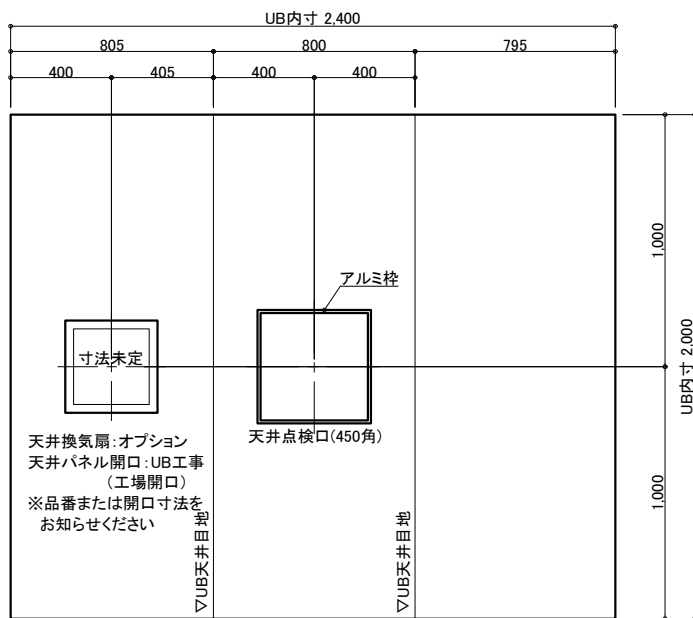 UB内寸 2,400
805
800
795
400
405
400
400
アルミ枠
1,000
寸法未定
UB内寸 2,000
天井点検口(450角)
天井換気扇:オプション
天井パネル開口:UB工事
(工場開口)
※品番または開口寸法を
お知らせください
▽UB天井目地
▽UB天井目地
1,000